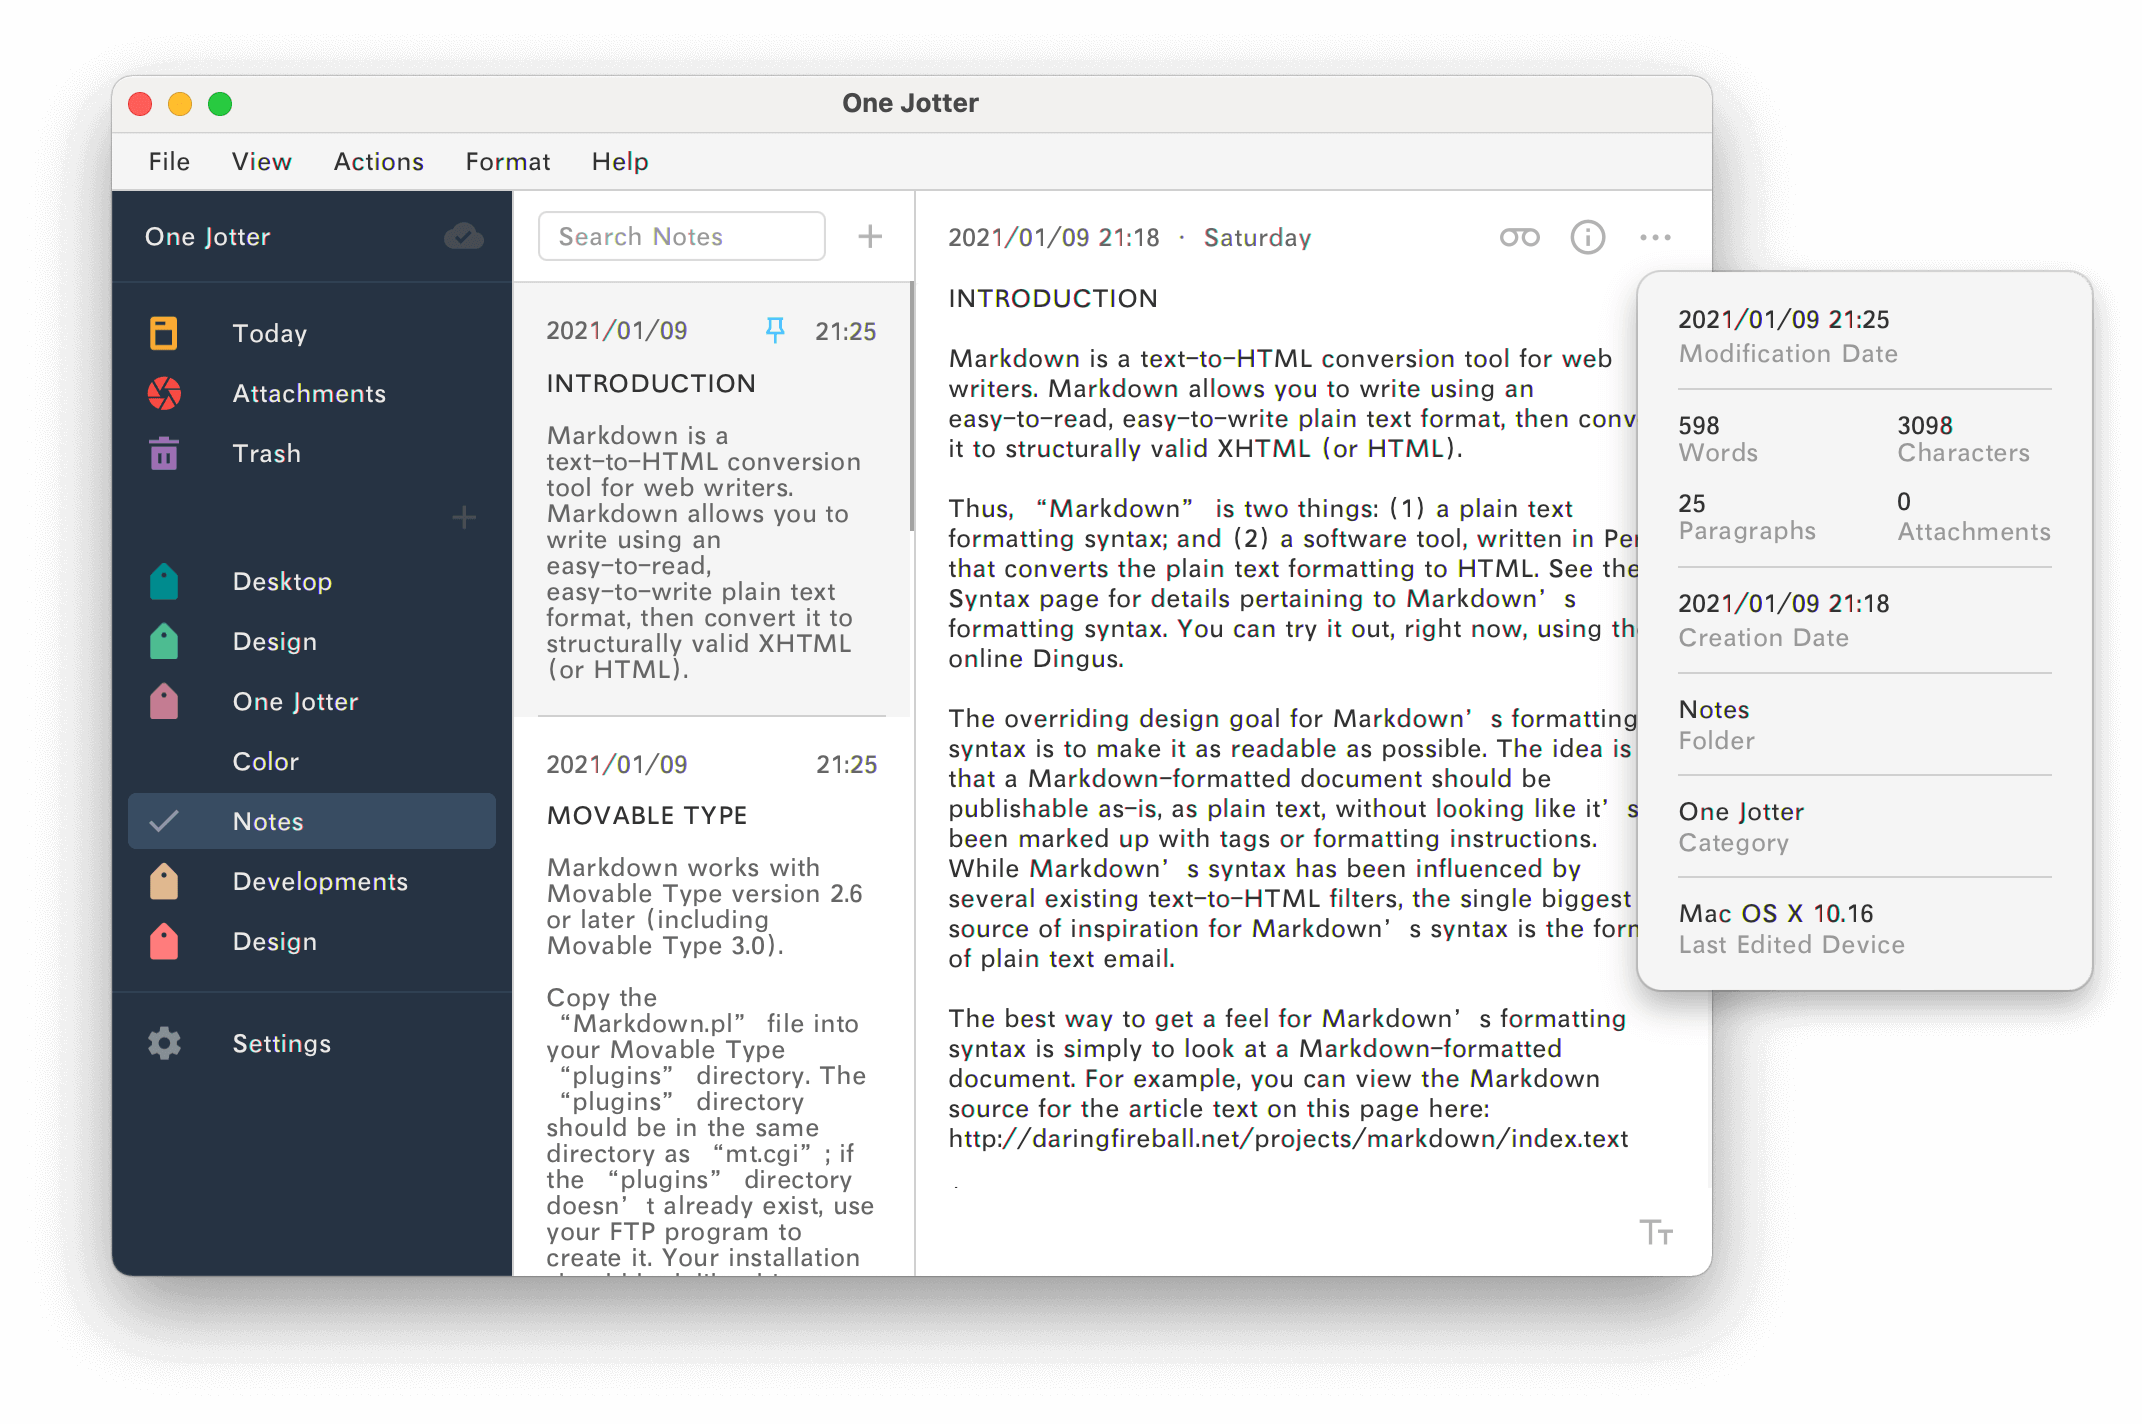 One Jotter
File View Actions Format Help
One Jotter
Today
Attachments
Trash
Desktop
Design
One Jotter
Color
Notes
Developments
Design
Settings
Search Notes
2021/01/09 21:25
INTRODUCTION
Markdown is a
text-to-HTML conversion
tool for web writers.
Markdown allows you to
write using an
easy-to-read,
easy-to-write plain text
format, then convert it to
structurally valid XHTML
(or HTML).
2021/01/09 21:25
MOVABLE TYPE
Markdown works with
Movable Type version 2.6
or later (including
Movable Type 3.0).
Copy the
“Markdown.pl” file into
your Movable Type
“plugins” directory. The
“plugins” directory
should be in the same
directory as “mt.cgi”; if
the “plugins” directory
doesn’t already exist, use
your FTP program to
create it. Your installation
2021/01/09 21:18 · Saturday
INTRODUCTION
Markdown is a text-to-HTML conversion tool for web
writers. Markdown allows you to write using an
easy-to-read, easy-to-write plain text format, then conv
it to structurally valid XHTML (or HTML).
Thus, “Markdown” is two things: (1) a plain text
formatting syntax; and (2) a software tool, written in Per
that converts the plain text formatting to HTML. See the
Syntax page for details pertaining to Markdown’s
formatting syntax. You can try it out, right now, using the
online Dingus.
The overriding design goal for Markdown’s formatting
syntax is to make it as readable as possible. The idea is
that a Markdown-formatted document should be
publishable as-is, as plain text, without looking like it’s
been marked up with tags or formatting instructions.
While Markdown’s syntax has been influenced by
several existing text-to-HTML filters, the single biggest
source of inspiration for Markdown’s syntax is the form
of plain text email.
The best way to get a feel for Markdown’s formatting
syntax is simply to look at a Markdown-formatted
document. For example, you can view the Markdown
source for the article text on this page here:
http://daringfireball.net/projects/markdown/index.text
TT
2021/01/09 21:25
Modification Date
598 3098
Words Characters
25 0
Paragraphs Attachments
2021/01/09 21:18
Creation Date
Notes
Folder
One Jotter
Category
Mac OS X 10.16
Last Edited Device